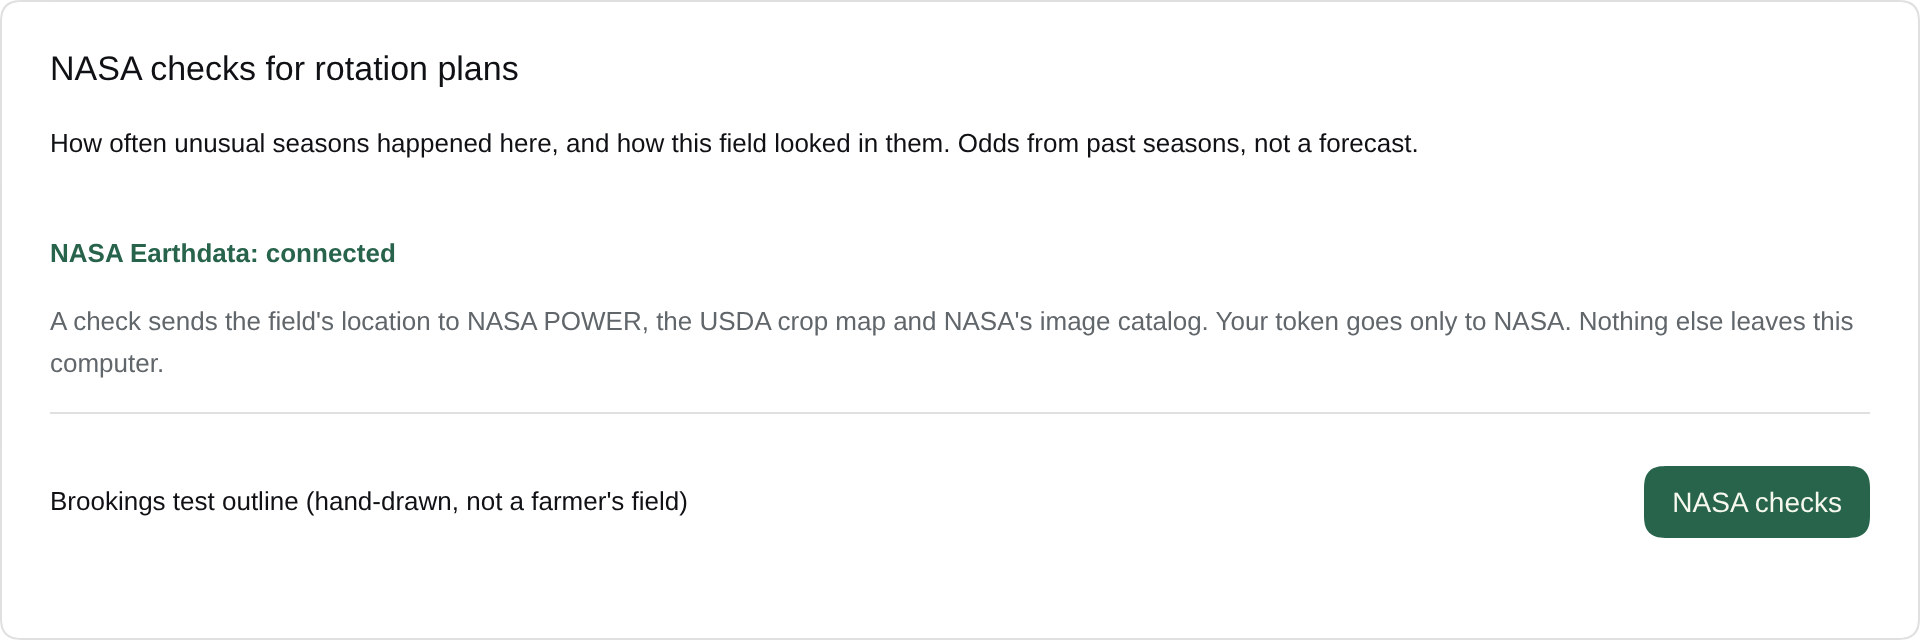 NASA checks for rotation plans
How often unusual seasons happened here, and how this field looked in them. Odds from past seasons, not a forecast.
NASA Earthdata: connected
A check sends the field's location to NASA POWER, the USDA crop map and NASA's image catalog. Your token goes only to NASA. Nothing else leaves this
computer.
Brookings test outline (hand-drawn, not a farmer's field)
NASA checks